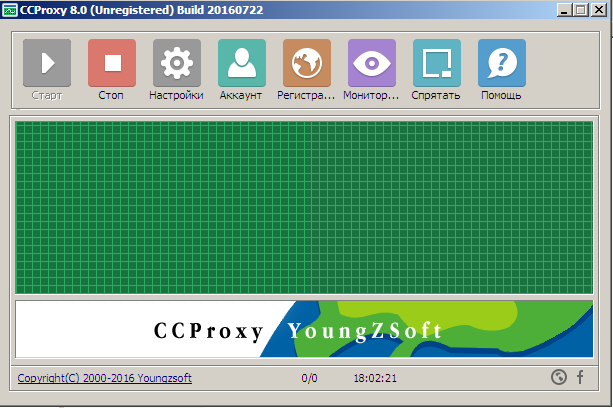 CCProxy 8.0 (Unregistered) Build 20160722
Старт Стоп Настройки Аккаунт Регистра... Монитор... Спрятать Помощь
CCProxy YoungZSoft
Copyright(C) 2000-2016 Youngzsoft 0/0 18:02:21